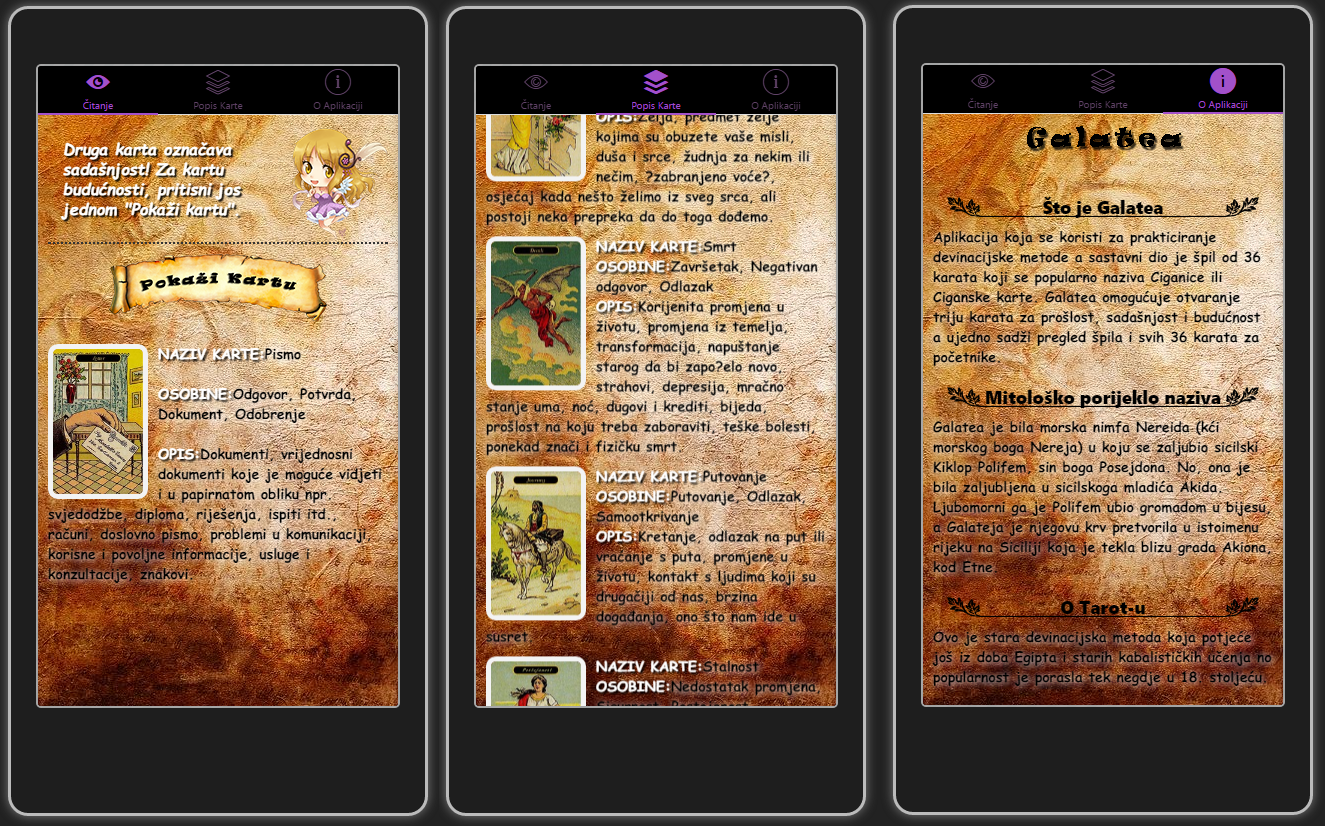 Čitanje
Popis Karte
O Aplikaciji
Druga karta označava
sadašnjost! Za kartu
budućnosti, pritisni jos
jednom "Pokaži kartu".
Pokaži Kartu
NAZIV KARTE:Pismo
OSOBINE:Odgovor, Potvrda,
Dokument, Odobrenje
OPIS:Dokumenti, vrijednosni
dokumenti koje je moguće vidjeti
i u papirnatom obliku npr.
svjedodžbe, diploma, riješenja, ispiti itd.,
računi, doslovno pismo, problemi u komunikaciji,
korisne i povoljne informacije, usluge i
konzultacije, znakovi.
Čitanje
Popis Karte
O Aplikaciji
OPIS:Želja, predmet želje
kojima su obuzete vaše misli,
duša i srce, žudnja za nekim ili
nečim, ?zabranjeno voće?,
osjećaj kada nešto želimo iz sveg srca, ali
postoji neka prepreka da do toga dođemo.
Death
NAZIV KARTE:Smrt
OSOBINE:Završetak, Negativan
odgovor, Odlazak
OPIS:Korijenita promjena u
životu, promjena iz temelja,
transformacija, napuštanje
starog da bi zapo?elo novo,
strahovi, depresija, mračno
stanje uma, noć, dugovi i krediti, bijeda,
prošlost na koju treba zaboraviti, teške bolesti,
ponekad znači i fizičku smrt.
Journey
NAZIV KARTE:Putovanje
OSOBINE:Putovanje, Odlazak,
Samootkrivanje
OPIS:Kretanje, odlazak na put ili
vraćanje s puta, promjene u
životu, kontakt s ljudima koji su
drugačiji od nas, brzina
događanja, ono što nam ide u
susret.
NAZIV KARTE:Stalnost
OSOBINE:Nedostatak promjena,
Čitanje
Popis Karte
O Aplikaciji
Galatea
Što je Galatea
Aplikacija koja se koristi za prakticiranje
devinacijske metode a sastavni dio je špil od 36
karata koji se popularno naziva Ciganice ili
Ciganske karte. Galatea omogućuje otvaranje
triju karata za prošlost, sadašnjost i budućnost
a ujedno sadži pregled špila i svih 36 karata za
početnike.
Mitološko porijeklo naziva
Galatea je bila morska nimfa Nereida (kći
morskog boga Nereja) u koju se zaljubio sicilski
Kiklop Polifem, sin boga Posejdona. No, ona je
bila zaljubljena u sicilskoga mladića Akida.
Ljubomorni ga je Polifem ubio gromadom u bijesu,
a Galateja je njegovu krv pretvorila u istoimenu
rijeku na Siciliji koja je tekla blizu grada Akiona,
kod Etne.
O Tarot-u
Ovo je stara devinacijska metoda koja potječe
još iz doba Egipta i starih kabalističkih učenja no
popularnost je porasla tek negdje u 18. stoljeću.